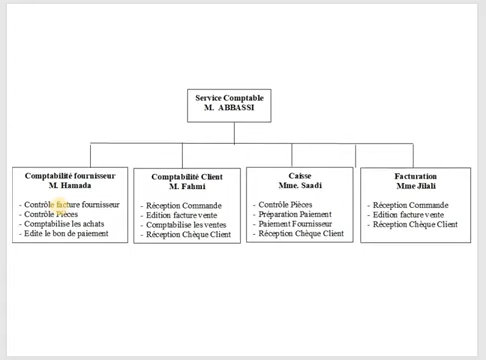 Service Comptable
M. ABBASSI
Comptabilité fournisseur
M. Hamada
- Contrôle facture fournisseur
- Contrôle Pièces
- Comptabilise les achats
- Edite le bon de paiement
Comptabilité Client
M. Fahmi
- Réception Commande
- Edition facture vente
- Comptabilise les ventes
- Réception Chèque Client
Caisse
Mme. Saadi
- Contrôle Pièces
- Préparation Paiement
- Paiement Fournisseur
- Réception Chèque Client
Facturation
Mme Jilali
- Réception Commande
- Edition facture vente
- Réception Chèque Client